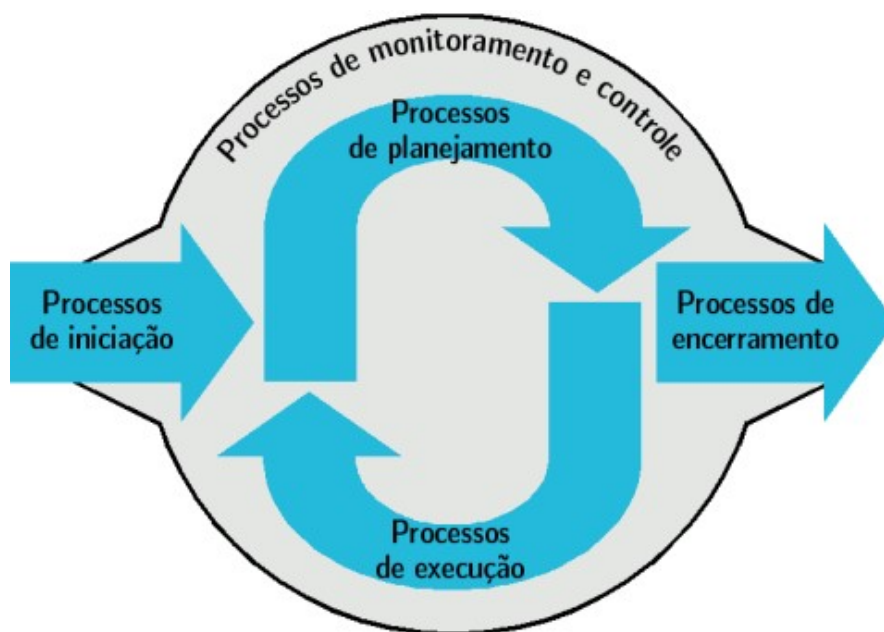 Processos de monitoramento e controle
Processos
de planejamento
Processos
de iniciação
Processos de
encerramento
Processos
de execução